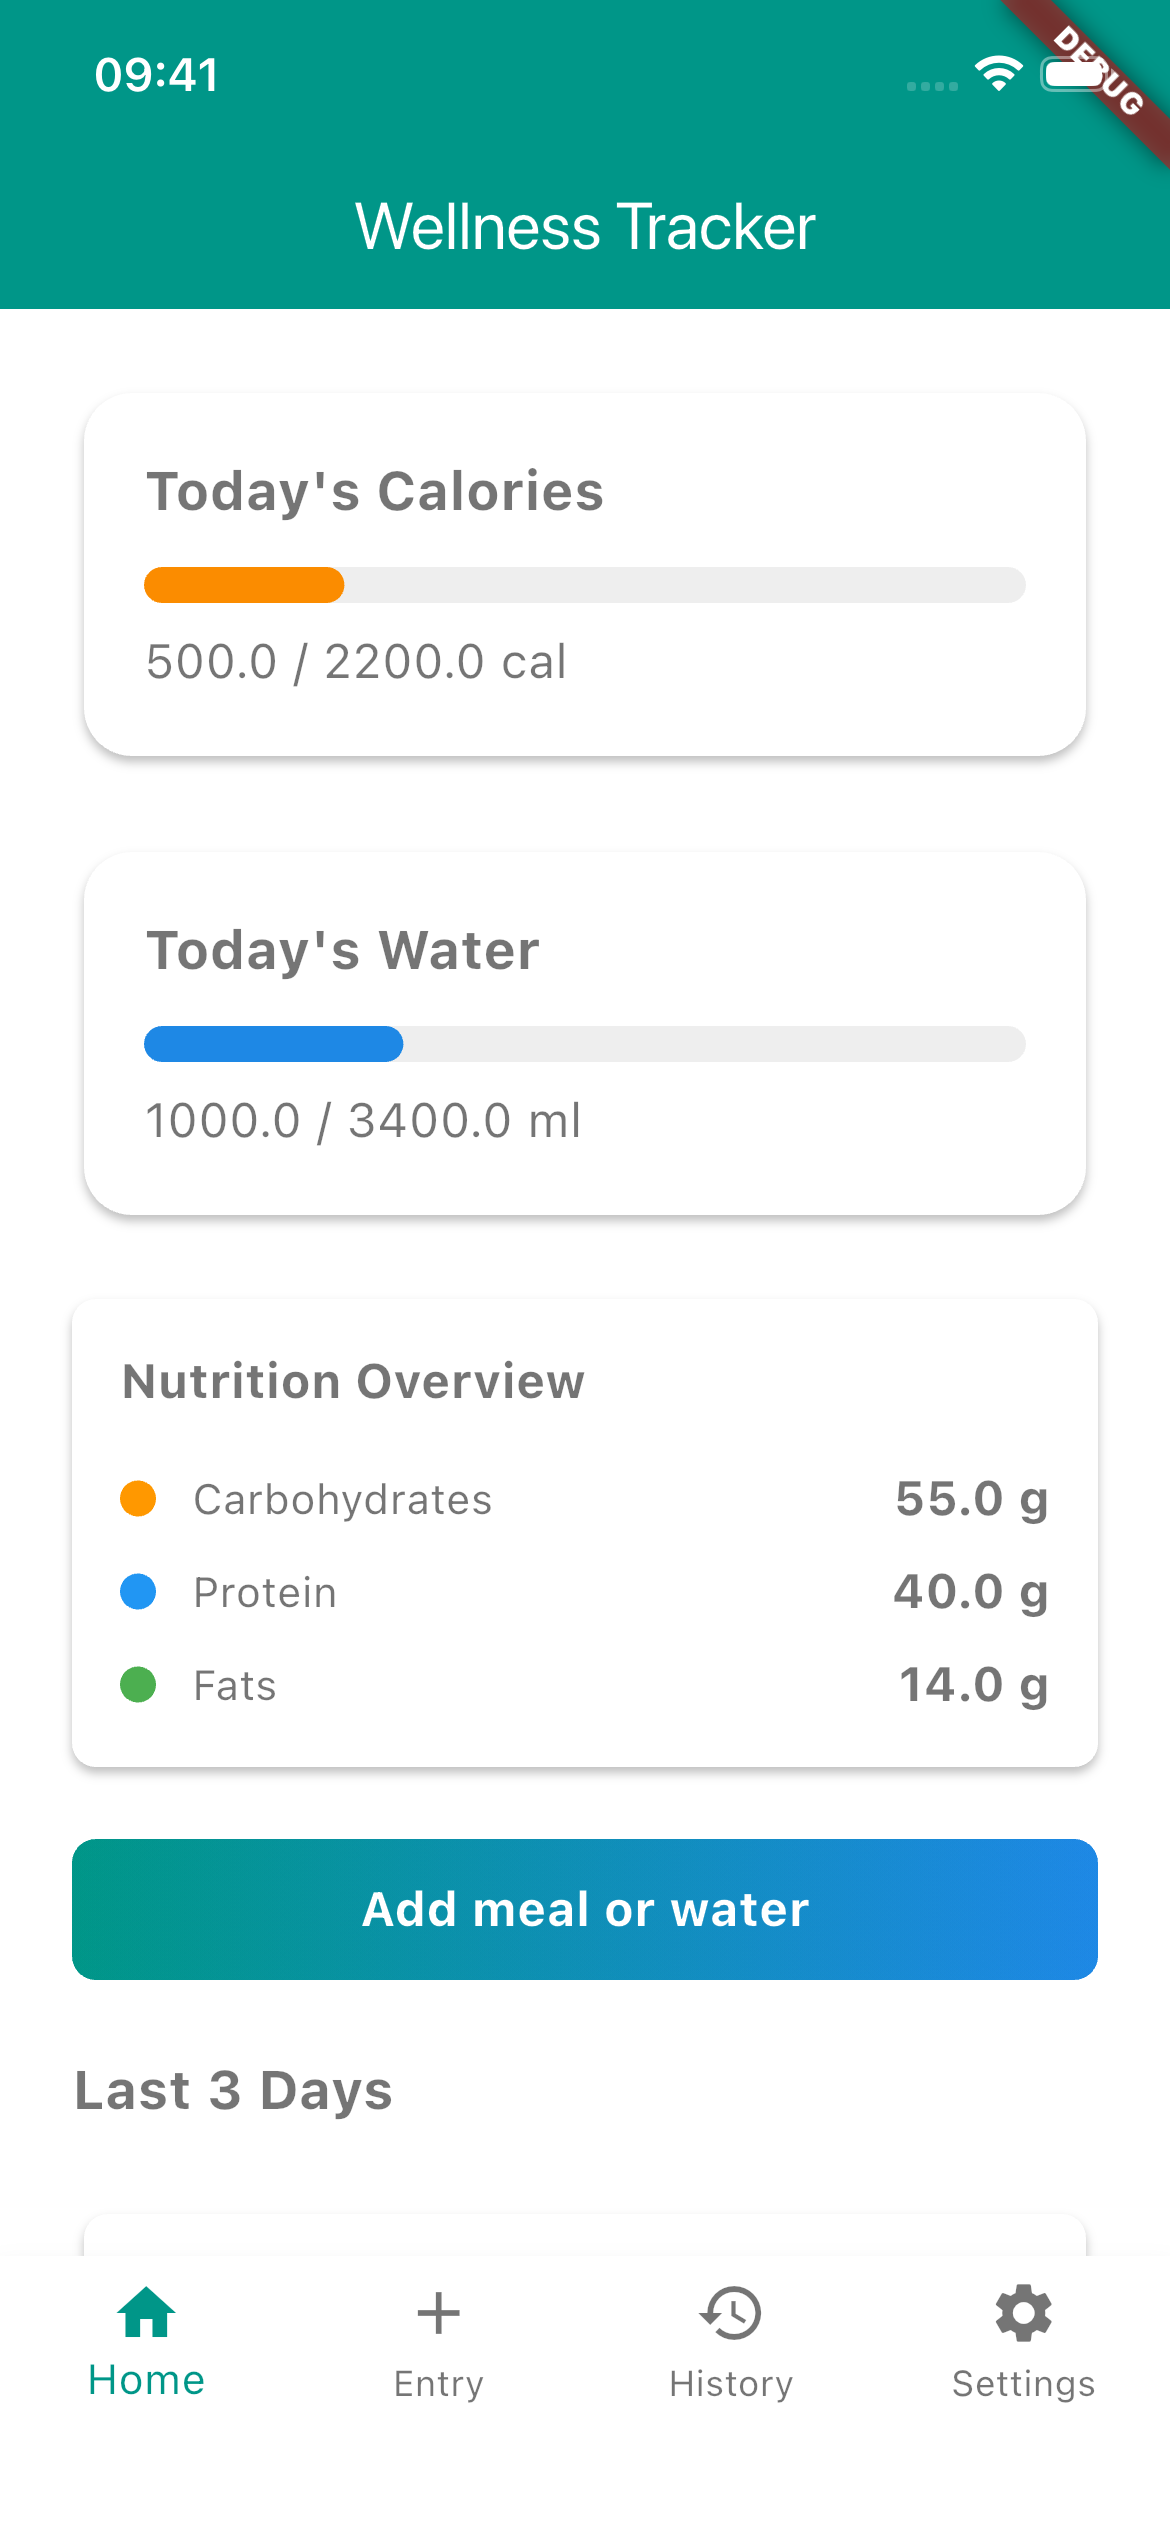 09:41
DEBUG
Wellness Tracker
Today's Calories
500.0 / 2200.0 cal
Today's Water
1000.0 / 3400.0 ml
Nutrition Overview
Carbohydrates 55.0 g
Protein 40.0 g
Fats 14.0 g
Add meal or water
Last 3 Days
Home Entry History Settings